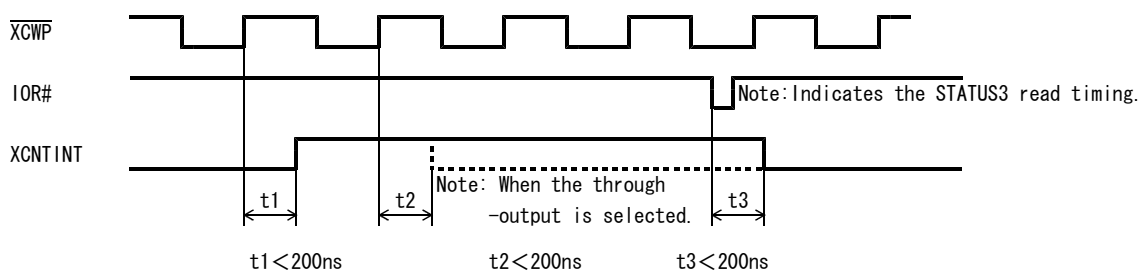 XCWP
IOR#
Note:Indicates the STATUS3 read timing.
XCNTINT
t1
t2
Note: When the through
-output is selected.
t3
t1＜200ns
t2＜200ns
t3＜200ns